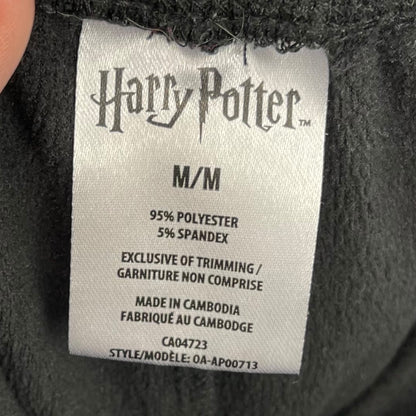 Harry Potter™
M/M
95% POLYESTER
5% SPANDEX
EXCLUSIVE OF TRIMMING /
GARNITURE NON COMPRISE
MADE IN CAMBODIA
FABRIQUÉ AU CAMBODGE
CA04723
STYLE/MODÈLE: OA-AP00713